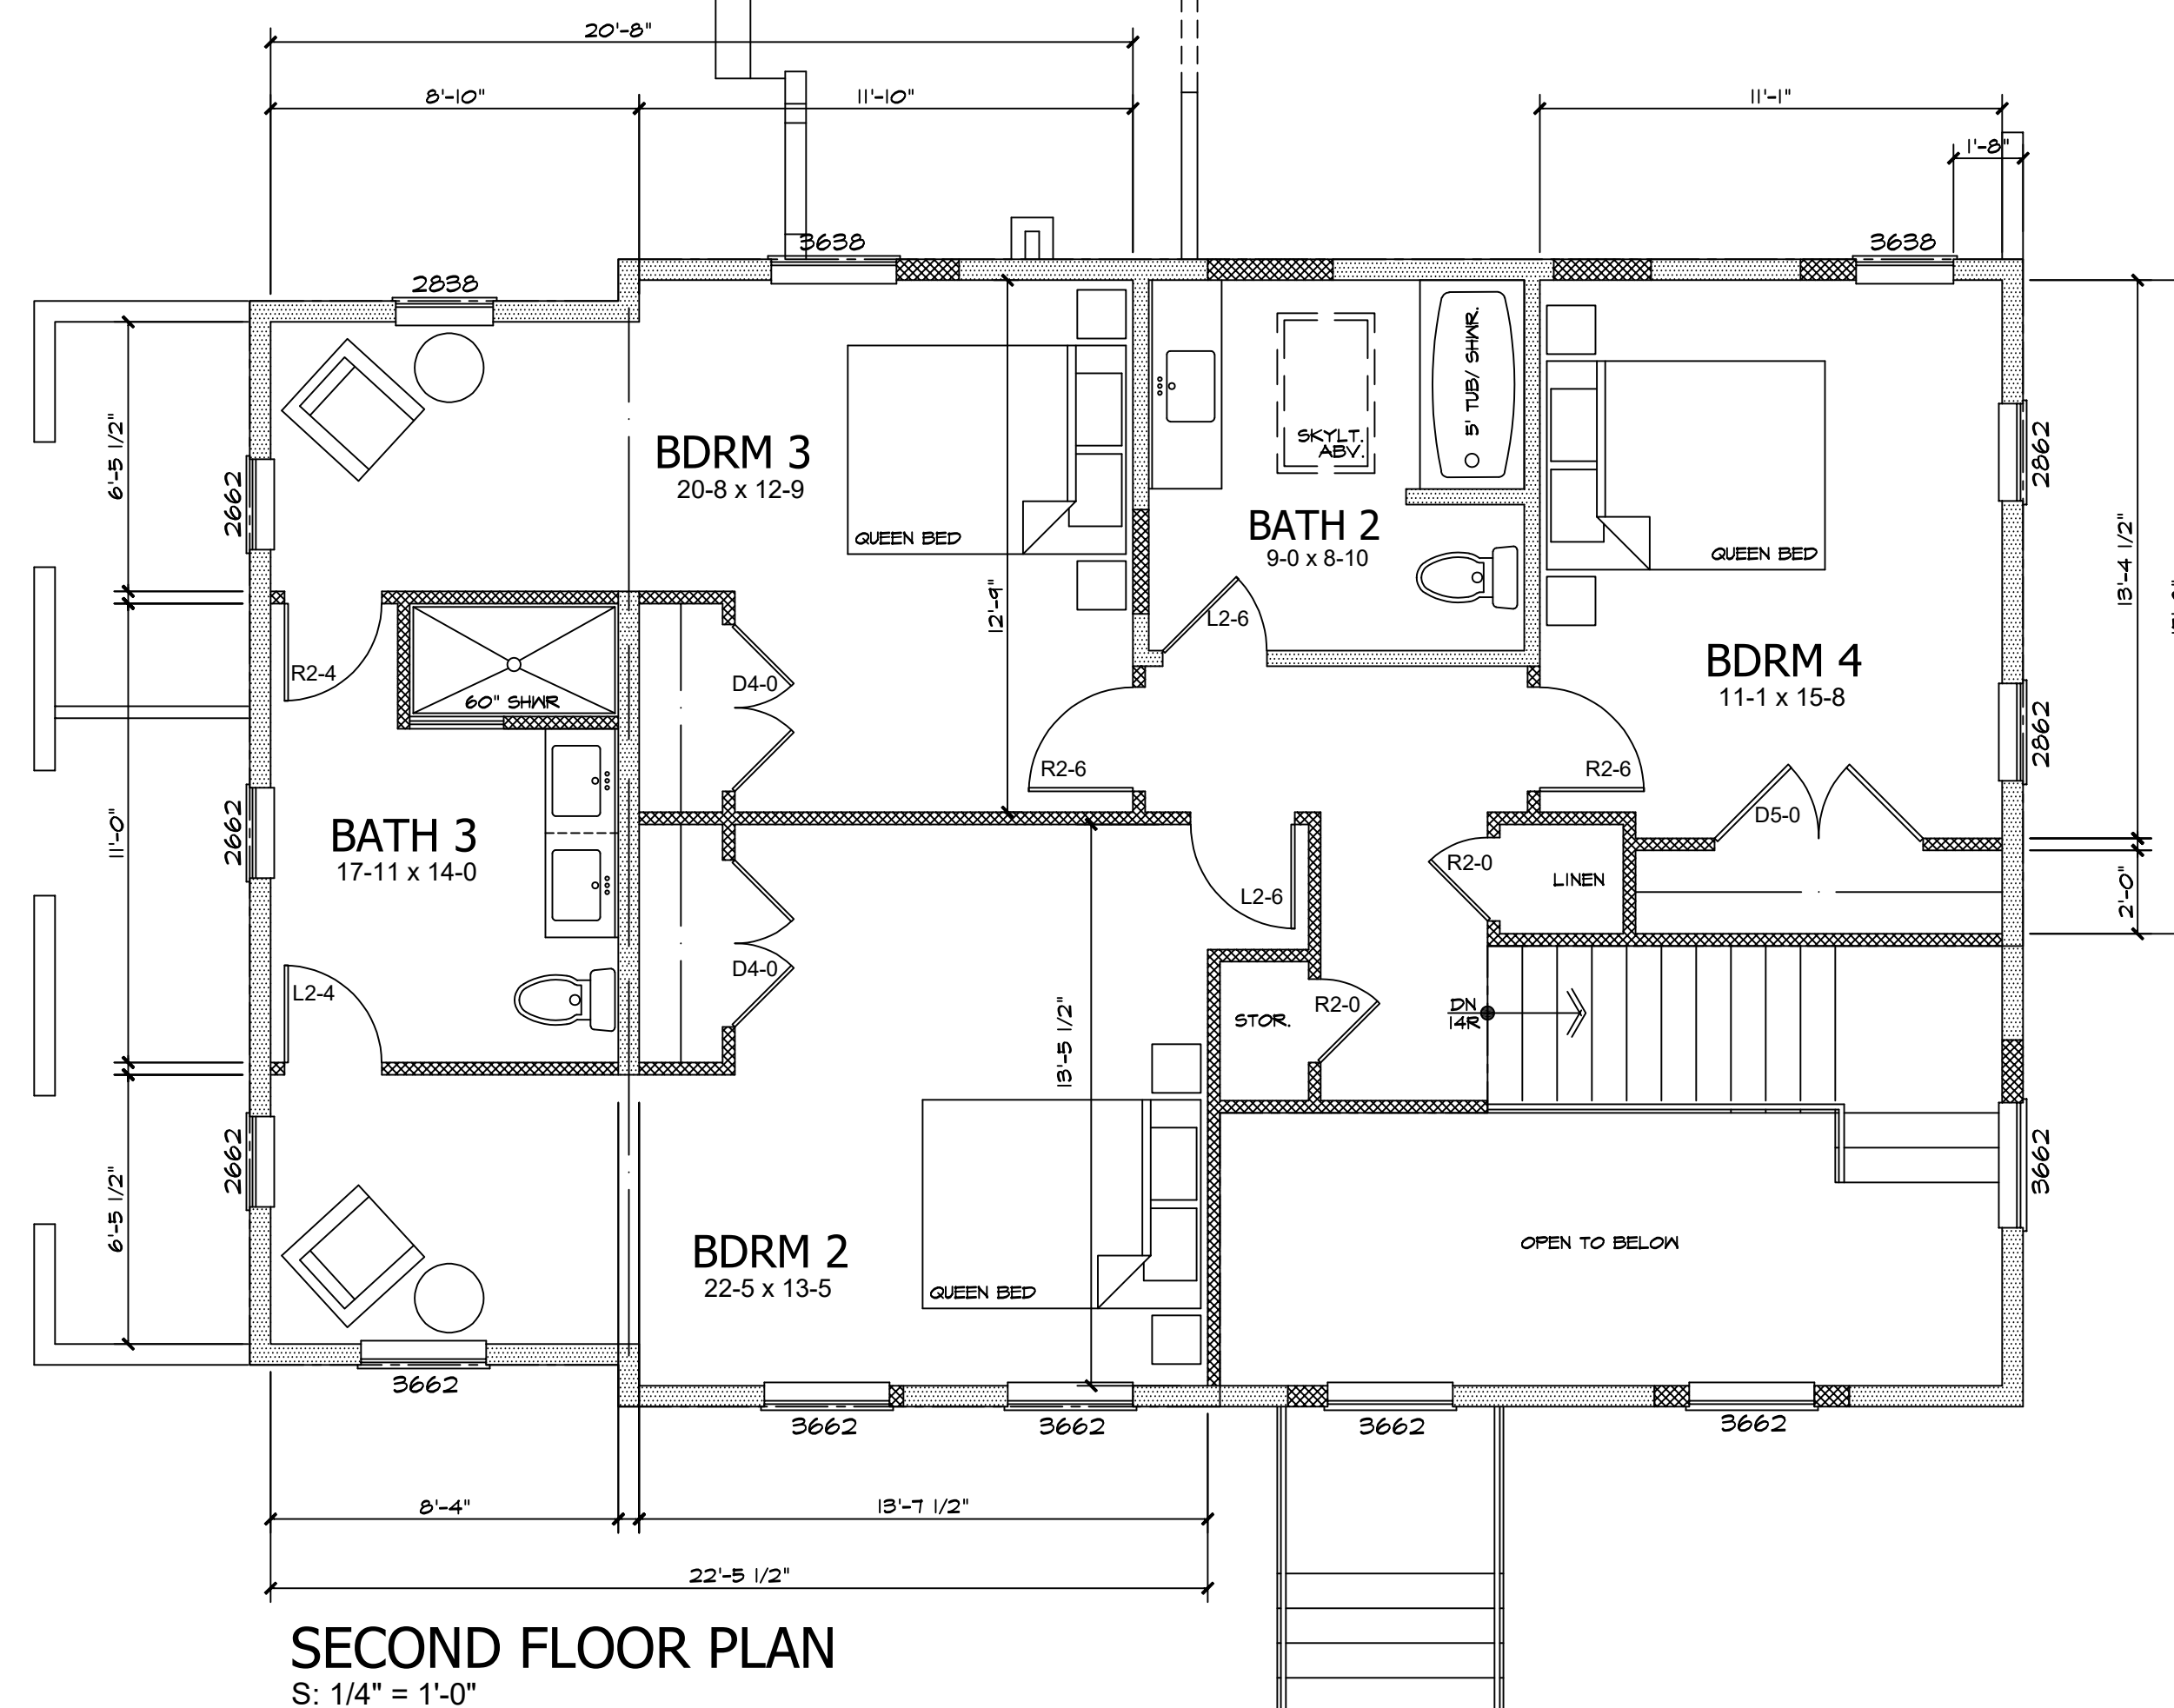 20'-8"
8'-10"
11'-10"
11'-1"
1'-8"
3638
3638
2838
5' TUB/ SHWR.
SKYLT.
ABV.
6'-5 1/2"
2662
BDRM 3
20-8 x 12-9
QUEEN BED
BATH 2
9-0 x 8-10
QUEEN BED
2862
13'-4 1/2"
12'-9"
L2-6
R2-4
60" SHWR
D4-0
BDRM 4
11-1 x 15-8
2862
R2-6
R2-6
11'-0"
2662
BATH 3
17-11 x 14-0
D5-0
R2-0
LINEN
L2-6
2'-0"
D4-0
L2-4
STOR.
R2-0
DN
14R
13'-5 1/2"
6'-5 1/2"
2662
3662
BDRM 2
22-5 x 13-5
QUEEN BED
OPEN TO BELOW
3662
3662
3662
3662
3662
8'-4"
13'-7 1/2"
22'-5 1/2"
SECOND FLOOR PLAN
S: 1/4" = 1'-0"